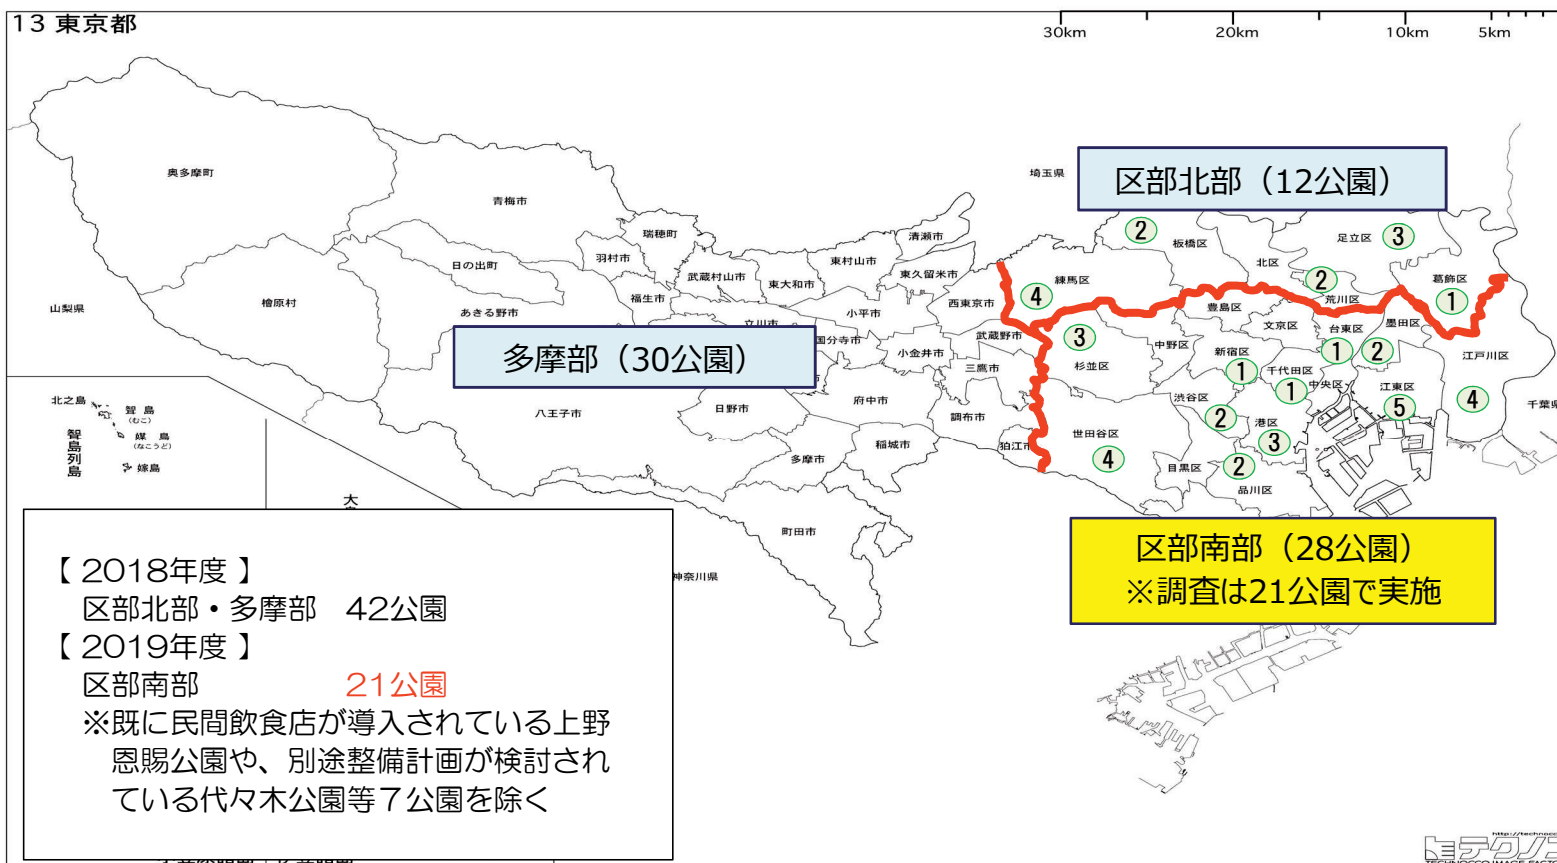 13 東京都
30km
20km
10km
5km
埼玉県
区部北部（12公園）
奥多摩町
青梅市
瑞穂町
清瀬市
2
板橋区
足立区
3
羽村市
日の出町
武蔵村山市
東大和市
東村山市
東久留米市
北区
練馬区
4
2
荒川区
葛飾区
1
山梨県
檜原村
福生市
あきる野市
立川市
小平市
西東京市
豊島区
文京区
台東区
墨田区
多摩部（30公園）
国分寺市
小金井市
武蔵野市
3
杉並区
中野区
新宿区
1
千代田区
1
中央区
1
2
江戸川区
三鷹市
江東区
5
4
千葉県
北之島
聟島
(むこ)
媒島
(なこうど)
嫁島
聟島列島
八王子市
日野市
府中市
調布市
渋谷区
2
港区
3
世田谷区
4
稲城市
狛江市
多摩市
目黒区
2
品川区
大
町田市
神奈川県
区部南部（28公園）
※調査は21公園で実施
【 2018年度 】
区部北部・多摩部　42公園
【 2019年度 】
区部南部　21公園
※既に民間飲食店が導入されている上野
恩賜公園や、別途整備計画が検討され
ている代々木公園等７公園を除く
http://technocc
テクノコ
TECHNOCCO IMAGE FACTO